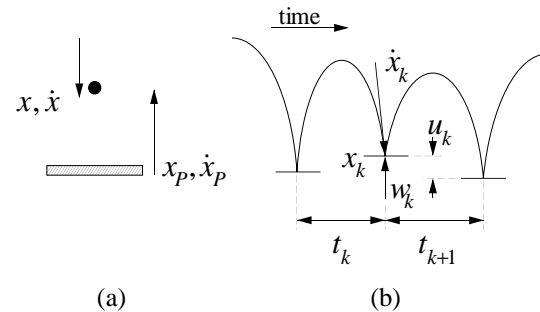 time
x, ẋ
x_P, ẋ_P
ẋ_k
u_k
x_k
w_k
t_k
t_{k+1}
(a)
(b)